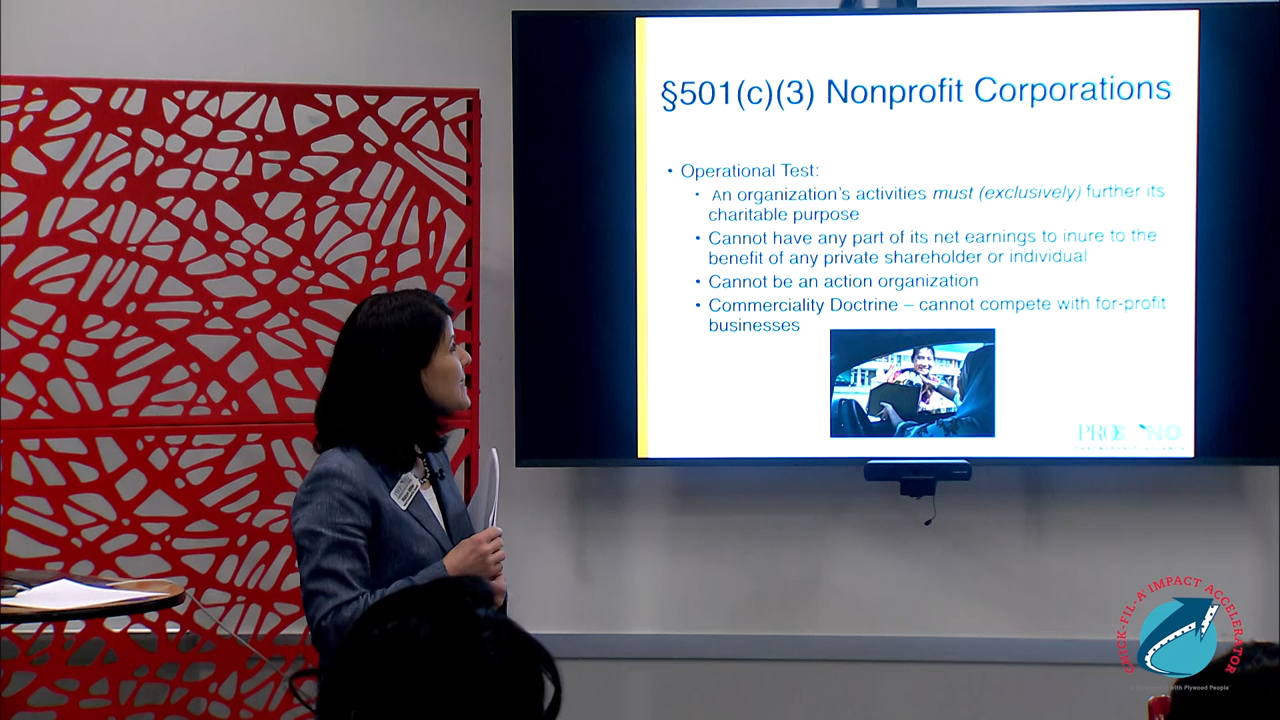 §501(c)(3) Nonprofit Corporations
• Operational Test:
• An organization's activities must (exclusively) further its
charitable purpose
• Cannot have any part of its net earnings to inure to the
benefit of any private shareholder or individual
• Cannot be an action organization
• Commerciality Doctrine – cannot compete with for-profit
businesses
CHICK-FIL-A IMPACT ACCELERATOR
with Plywood People